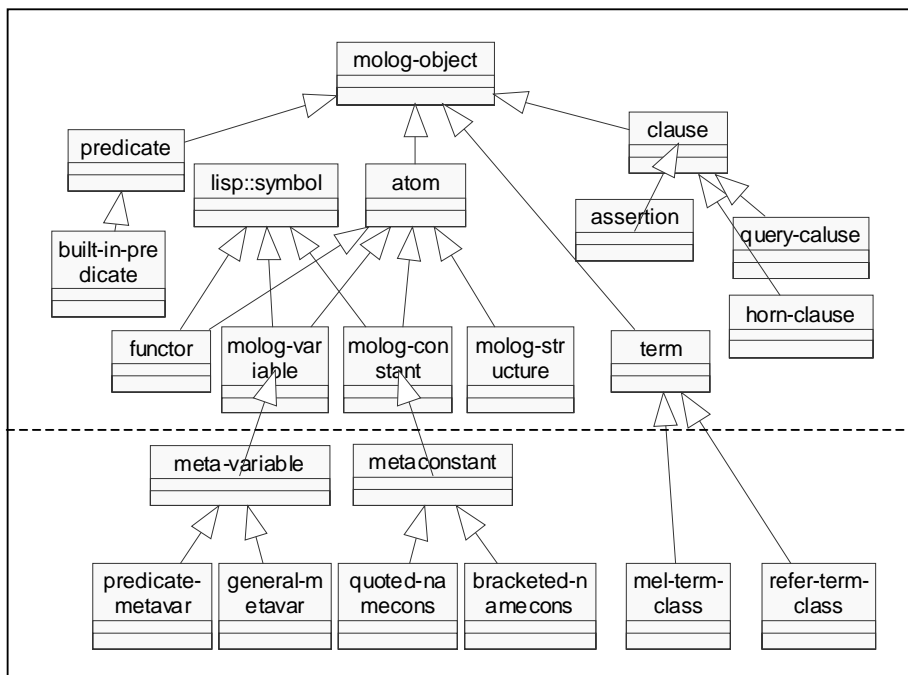 molog-object
predicate
clause
lisp::symbol
atom
assertion
query-caluse
built-in-pre
dicate
horn-clause
functor
molog-var
iable
molog-con
stant
molog-str
ucture
term
meta-variable
metaconstant
predicate-
metavar
general-m
etavar
quoted-na
mecons
bracketed-n
amecons
mel-term-
class
refer-term-
class